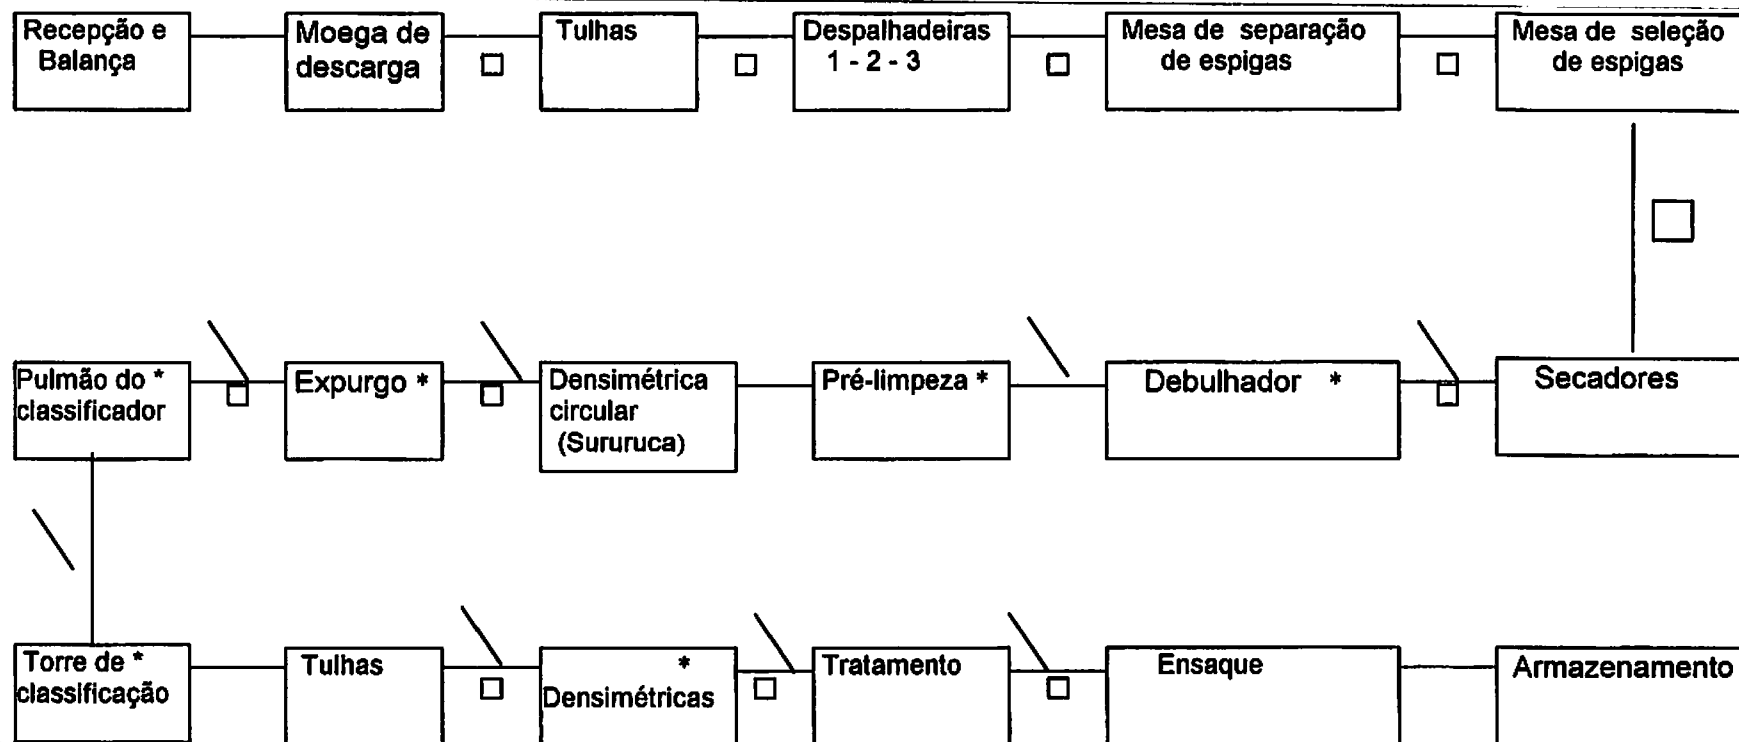 Recepção e
Balança
Moega de
descarga
Tulhas
Despalhadeiras
1 - 2 - 3
Mesa de separação
de espigas
Mesa de seleção
de espigas
Pulmão do *
classificador
Expurgo *
Densimétrica
circular
(Sururuca)
Pré-limpeza *
Debulhador *
Secadores
Torre de *
classificação
Tulhas
*
Densimétricas
Tratamento
Ensaque
Armazenamento